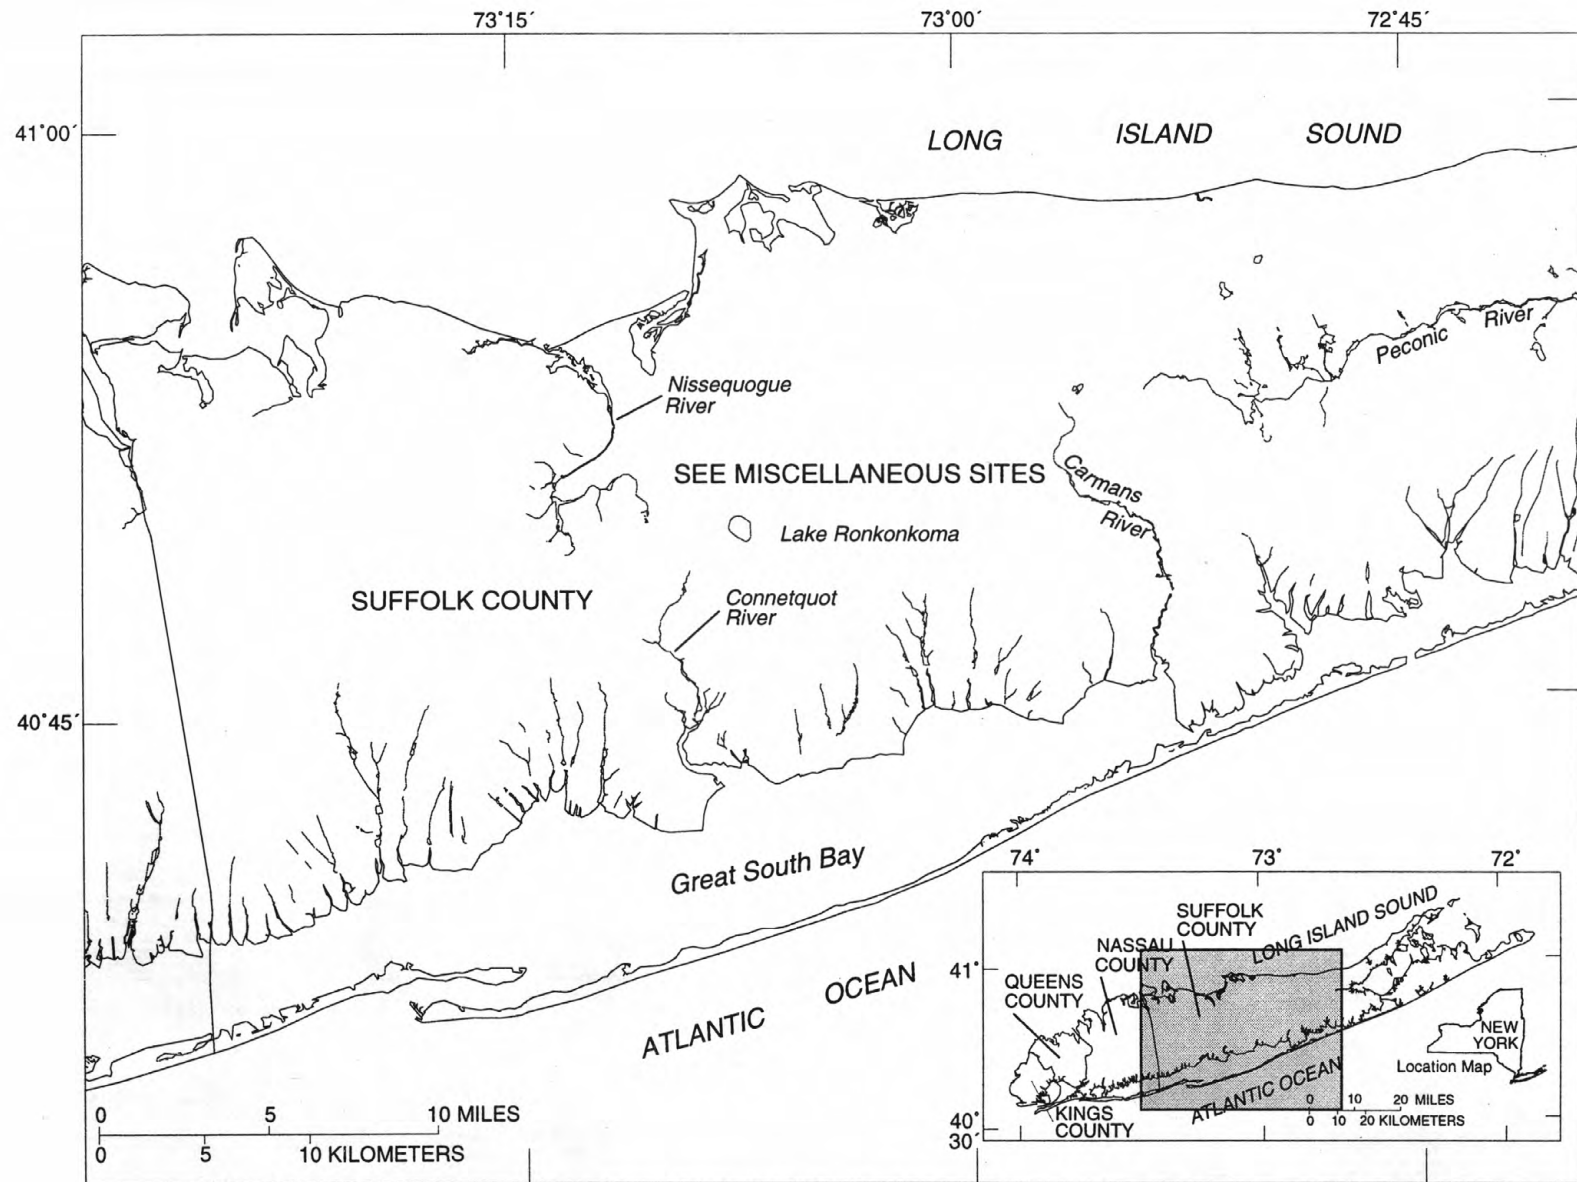 73°15´ 73°00´ 72°45´
41°00´
LONG ISLAND SOUND
Peconic River
Nissequogue
River
SEE MISCELLANEOUS SITES
Carmans
River
Lake Ronkonkoma
SUFFOLK COUNTY
Connetquot
River
40°45´
Great South Bay
ATLANTIC OCEAN
0 5 10 MILES
0 5 10 KILOMETERS
74° 73° 72°
SUFFOLK
COUNTY
LONG ISLAND SOUND
NASSAU
COUNTY
41°
QUEENS
COUNTY
NEW
YORK
Location Map
ATLANTIC OCEAN
0 10 20 MILES
0 10 20 KILOMETERS
KINGS
COUNTY
40°
30´